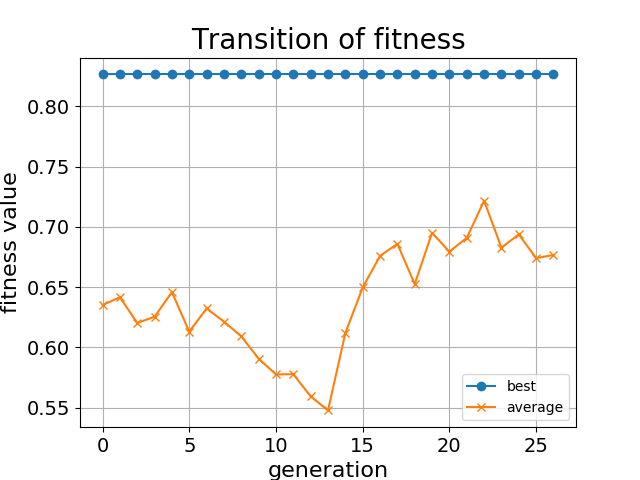 Transition of fitness
fitness value
0.80
0.75
0.70
0.65
0.60
0.55
0 5 10 15 20 25
generation
best
average